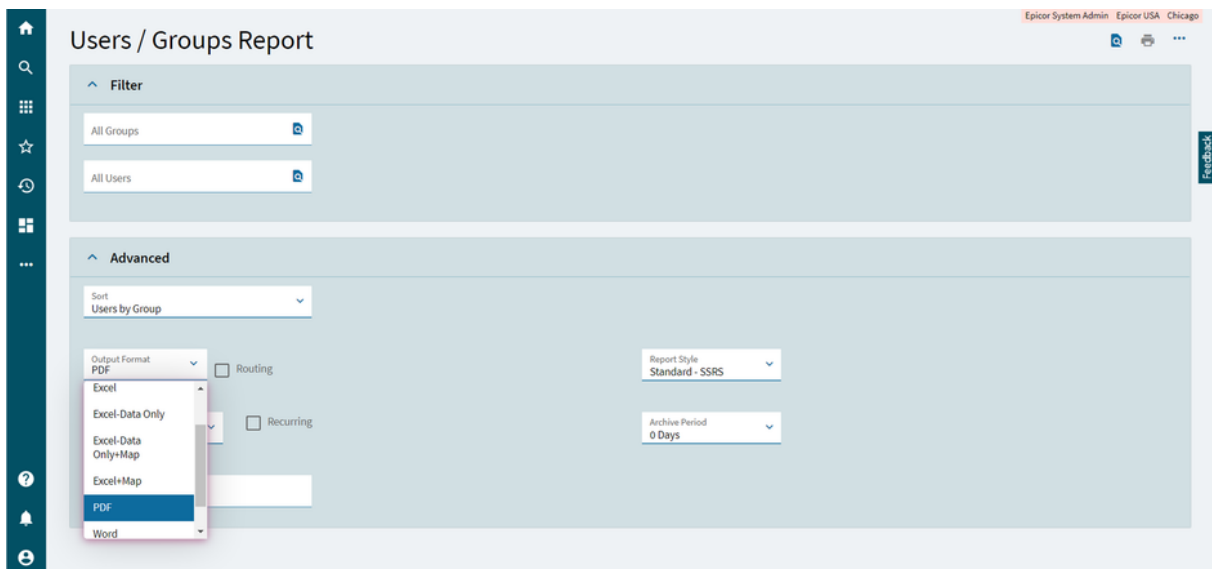 Epicor System Admin Epicor USA Chicago
Users / Groups Report
Filter
All Groups
All Users
Feedback
Advanced
Sort
Users by Group
Output Format
PDF
Routing
Report Style
Standard - SSRS
Excel
Excel-Data Only
Recurring
Archive Period
0 Days
Excel-Data
Only+Map
Excel+Map
PDF
Word